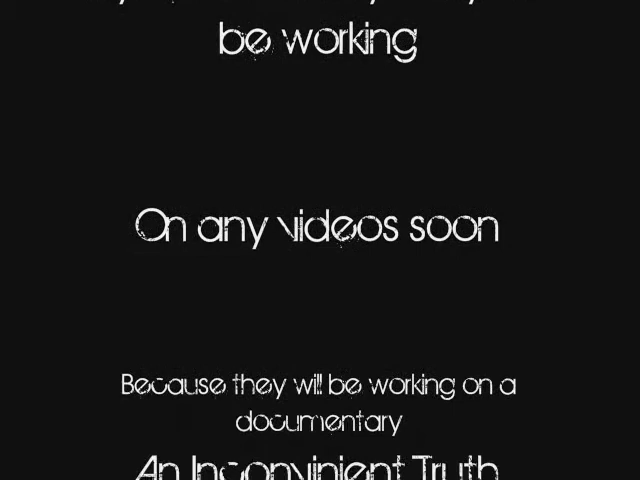 be working
On any videos soon
Because they will be working on a
documentary
An Inconvinient Truth